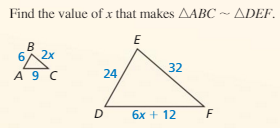 Find the value of x that makes △ABC ~ △DEF.
E
B
6 2x
32
24
A 9 C
D 6x + 12 F